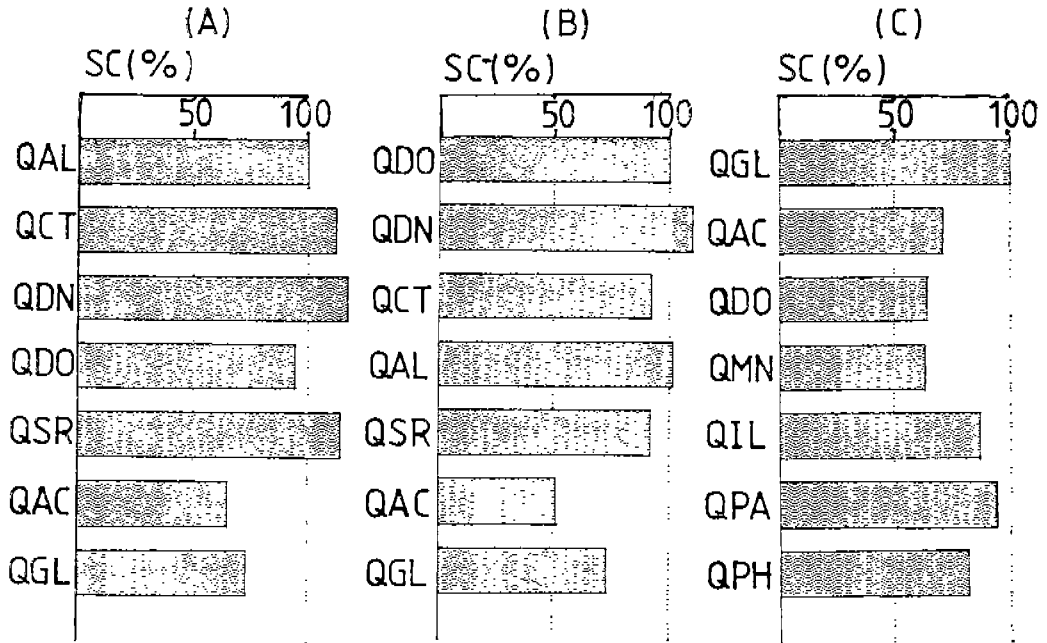 (A)
SC(%)
50 100
QAL
QCT
QDN
QDO
QSR
QAC
QGL
(B)
SC(%)
50 100
QDO
QDN
QCT
QAL
QSR
QAC
QGL
(C)
SC(%)
50 100
QGL
QAC
QDO
QMN
QIL
QPA
QPH